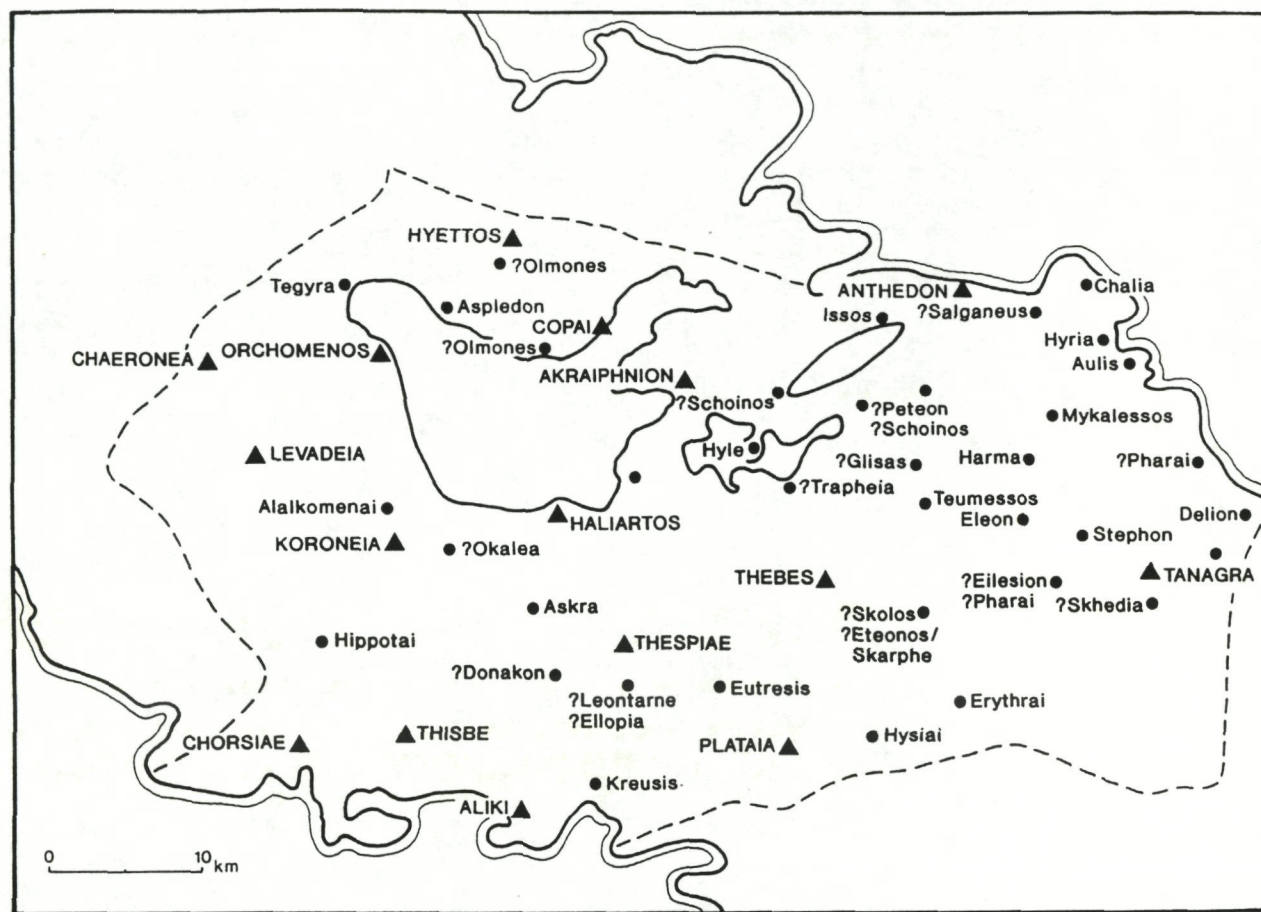 HYETTOS
?Olmones
Tegyra
Aspledon
COPAI
?Olmones
CHAERONEA
ORCHOMENOS
AKRAIPHNION
ANTHEDON
Issos
?Salganeus
Chalia
Hyria
Aulis
?Schoinos
?Peteon
?Schoinos
Mykalessos
LEVADEIA
Hyle
?Glisas
Harma
?Pharai
?Trapheia
Alalkomenai
HALIARTOS
Teumessos
Eleon
Delion
KORONEIA
?Okalea
Stephon
THEBES
?Eilesion
?Pharai
TANAGRA
?Skhedia
Askra
?Skolos
?Eteonos/
Skarphe
Hippotai
THESPIAE
?Donakon
?Leontarne
?Ellopia
Eutresis
Erythrai
CHORSIAE
THISBE
PLATAIA
Hysiai
Kreusis
ALIKI
0 10 km